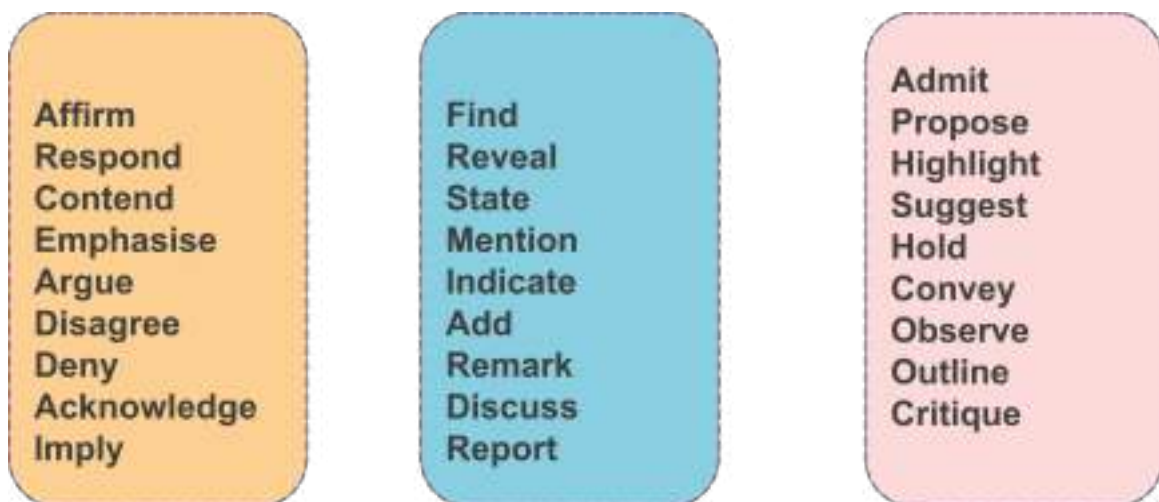 Affirm
Respond
Contend
Emphasise
Argue
Disagree
Deny
Acknowledge
Imply
Find
Reveal
State
Mention
Indicate
Add
Remark
Discuss
Report
Admit
Propose
Highlight
Suggest
Hold
Convey
Observe
Outline
Critique